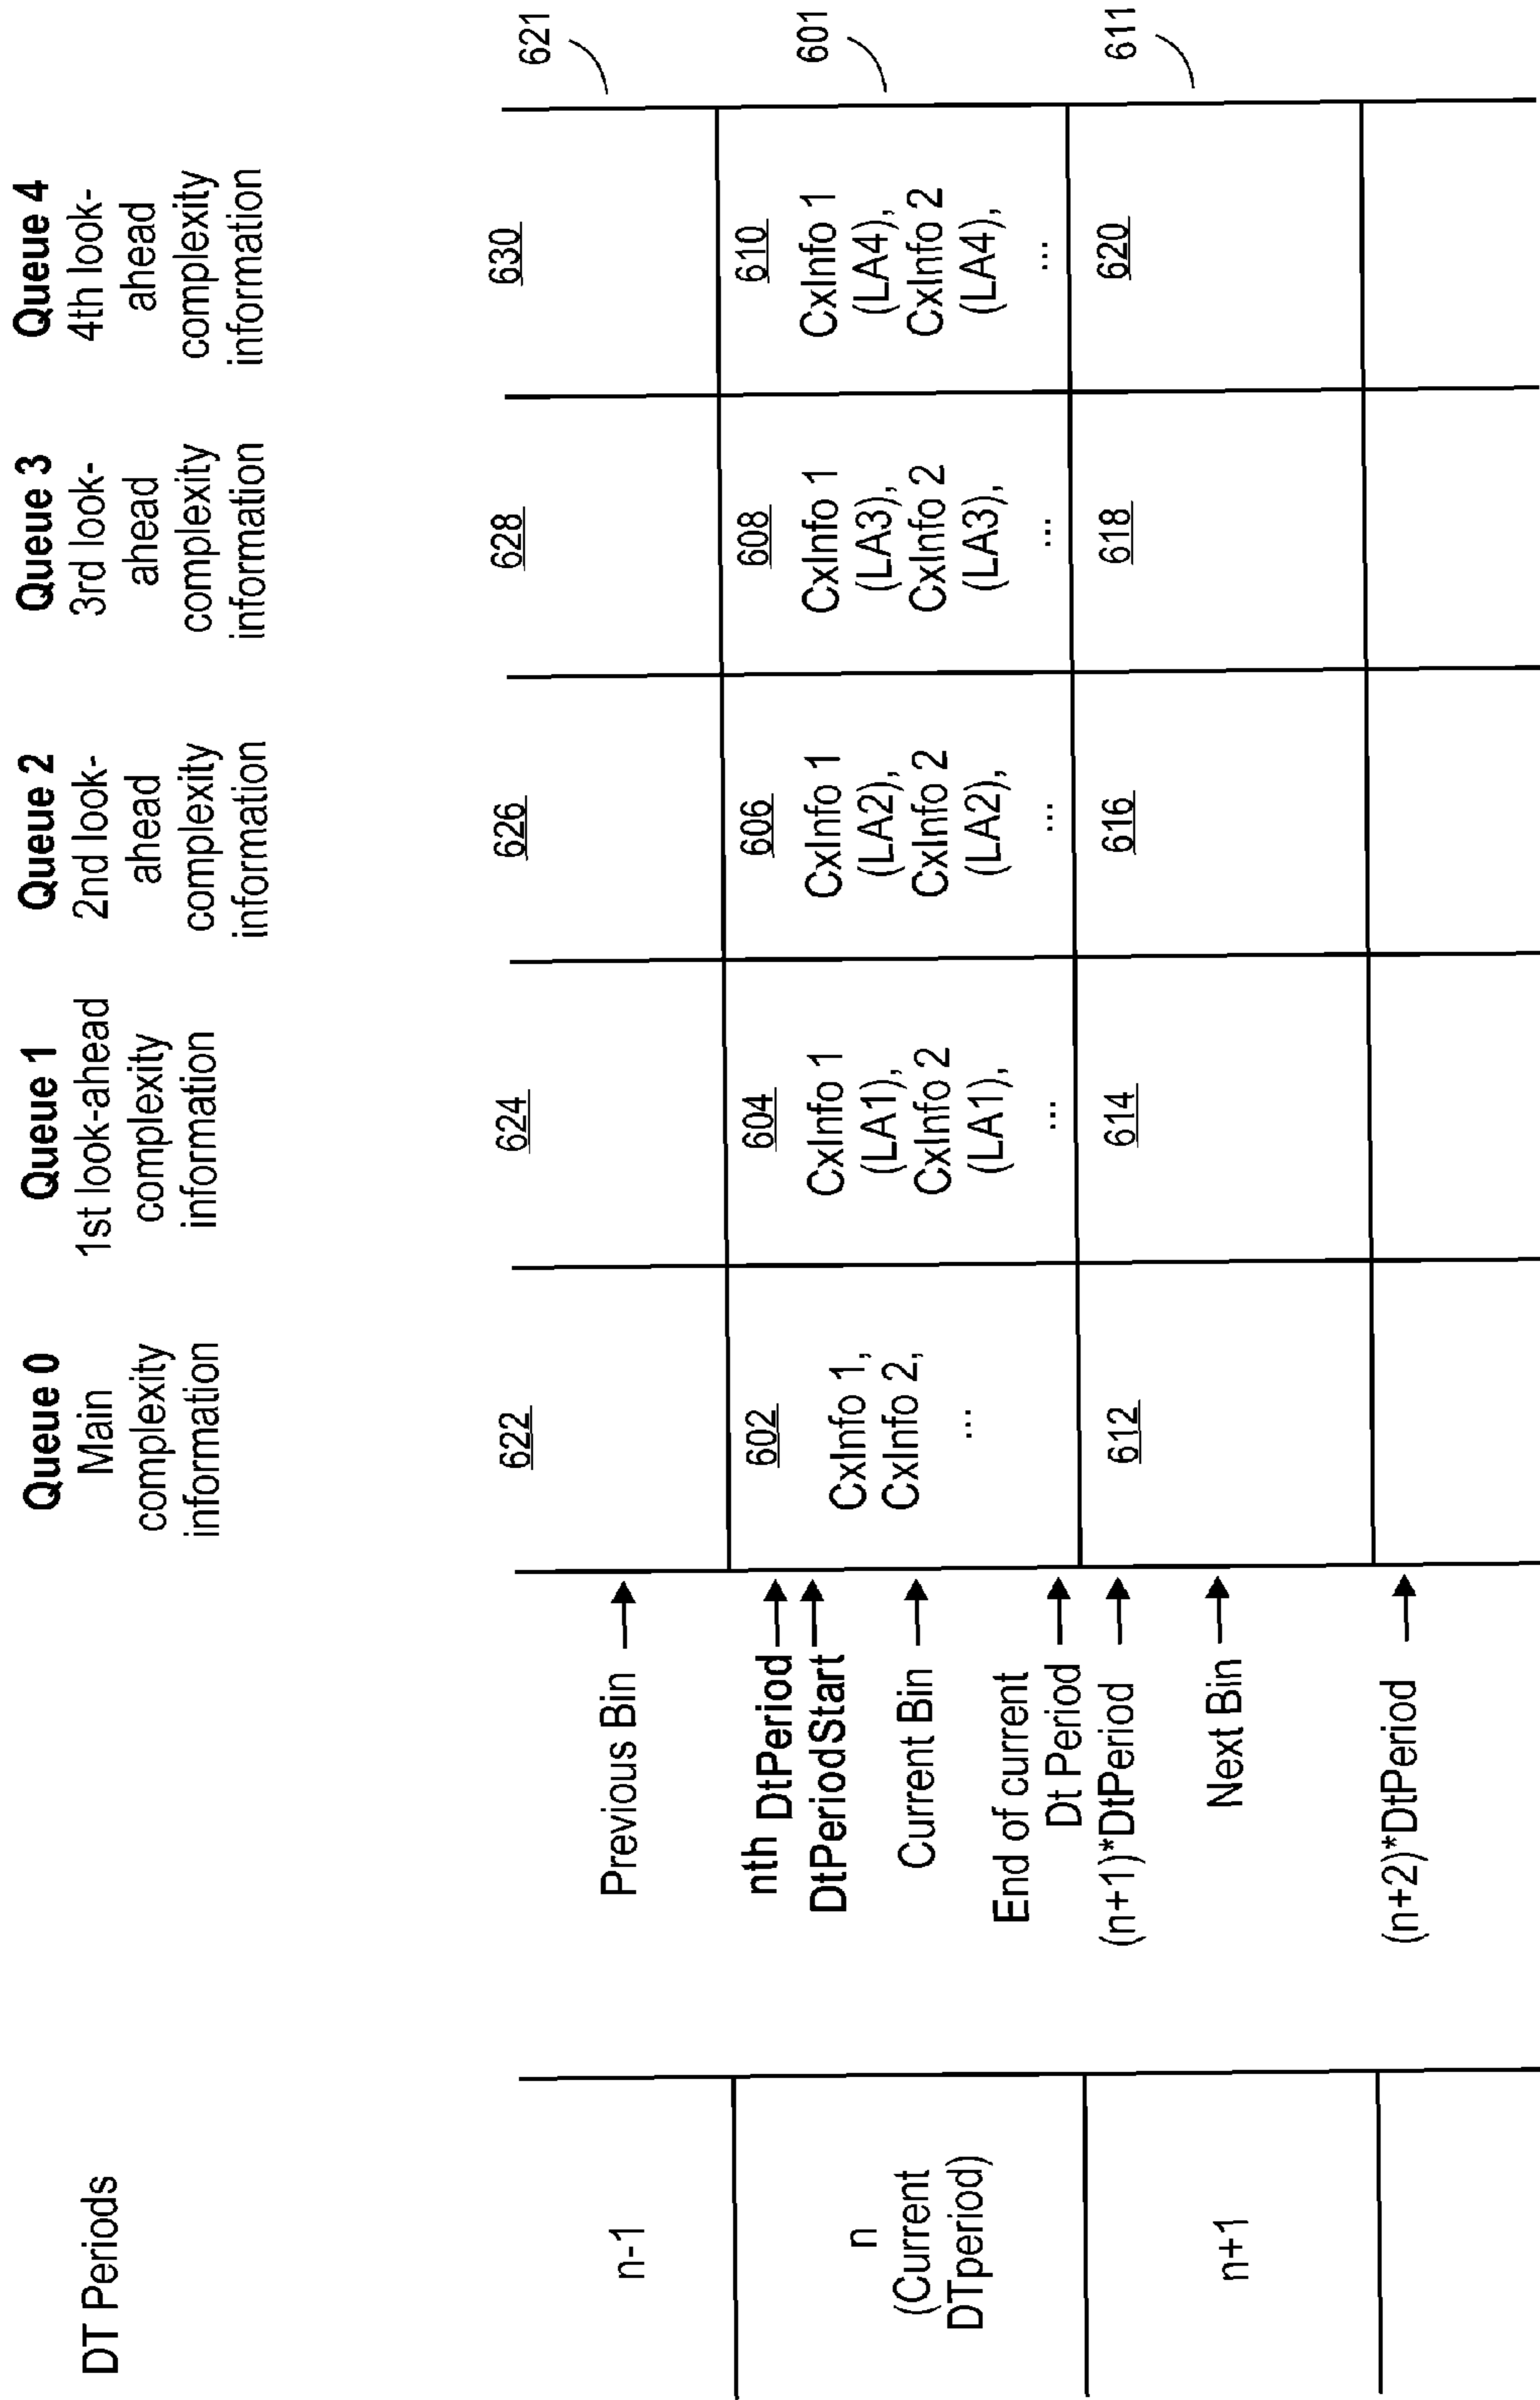 DT Periods
Queue 0
Main
complexity
information
Queue 1
1st look-ahead
complexity
information
Queue 2
2nd look-
ahead
complexity
information
Queue 3
3rd look-
ahead
complexity
information
Queue 4
4th look-
ahead
complexity
information
n-1
Previous Bin
622
624
626
628
630
621
n
(Current
DTperiod)
nth DtPeriod
DtPeriodStart
Current Bin
End of current
Dt Period
602
CxInfo 1,
CxInfo 2,
...
604
CxInfo 1
(LA1),
CxInfo 2
(LA1),
...
606
CxInfo 1
(LA2),
CxInfo 2
(LA2),
...
608
CxInfo 1
(LA3),
CxInfo 2
(LA3),
...
610
CxInfo 1
(LA4),
CxInfo 2
(LA4),
...
601
n+1
(n+1)*DtPeriod
Next Bin
612
614
616
618
620
611
(n+2)*DtPeriod